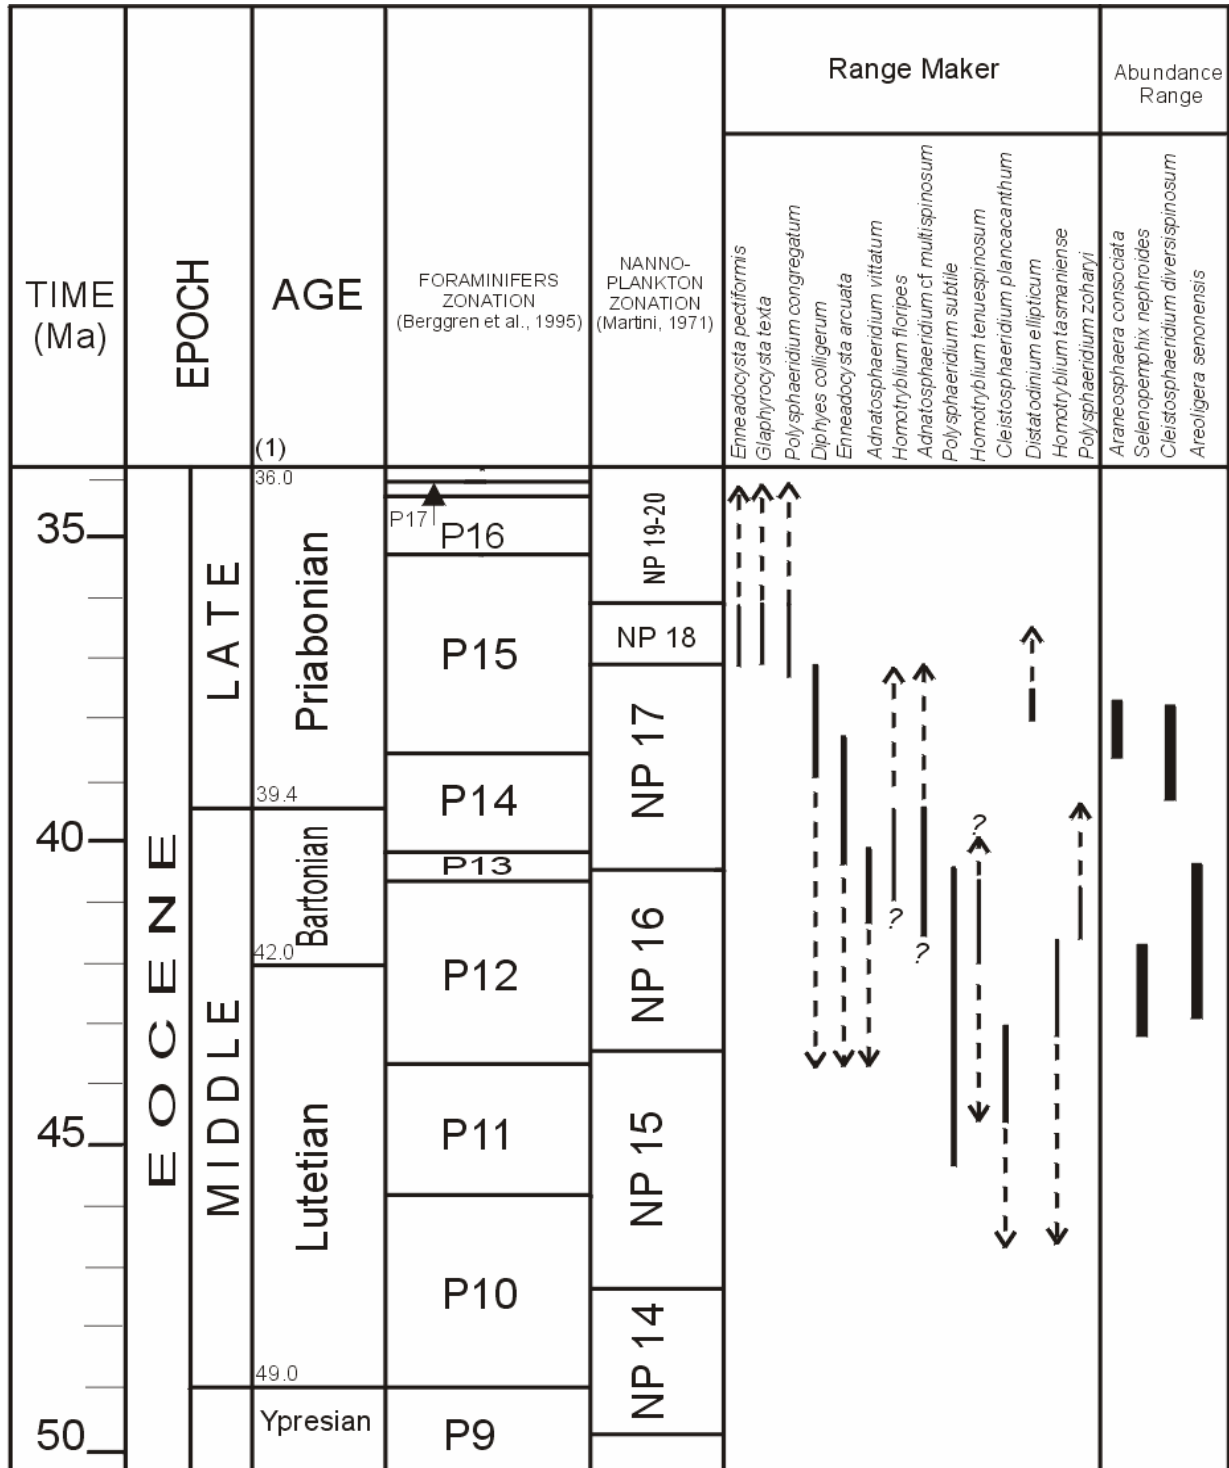 Range Maker
Abundance
Range
TIME
(Ma)
EPOCH
AGE
(1)
FORAMINIFERS
ZONATION
(Berggren et al., 1995)
NANNO-
PLANKTON
ZONATION
(Martini, 1971)
Enneadocysta pectiformis
Glaphyrocysta texta
Polysphaeridium congregatum
Diphyes colligerum
Enneadocysta arcuata
Adnatosphaeridium vittatum
Homotryblium floripes
Adnatosphaeridium cf multispinosum
Polysphaeridium subtile
Homotryblium tenuespinosum
Cleistosphaeridium plancacanthum
Distatodinium ellipticum
Homotryblium tasmaniense
Polysphaeridium zoharyi
Araneosphaera consociata
Selenopemphix nephroides
Cleistosphaeridium diversispinosum
Areoligera senonensis
35
40
45
50
EOCENE
LATE
MIDDLE
36.0
Priabonian
39.4
Bartonian
42.0
Lutetian
49.0
Ypresian
P17
P16
P15
P14
P13
P12
P11
P10
P9
NP 19-20
NP 18
NP 17
NP 16
NP 15
NP 14
?
?
?